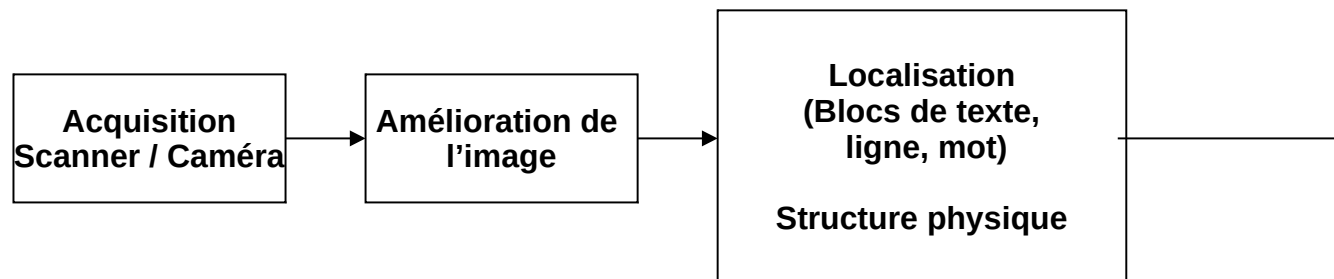 Acquisition
Scanner / Caméra
Amélioration de
l’image
Localisation
(Blocs de texte,
ligne, mot)
Structure physique